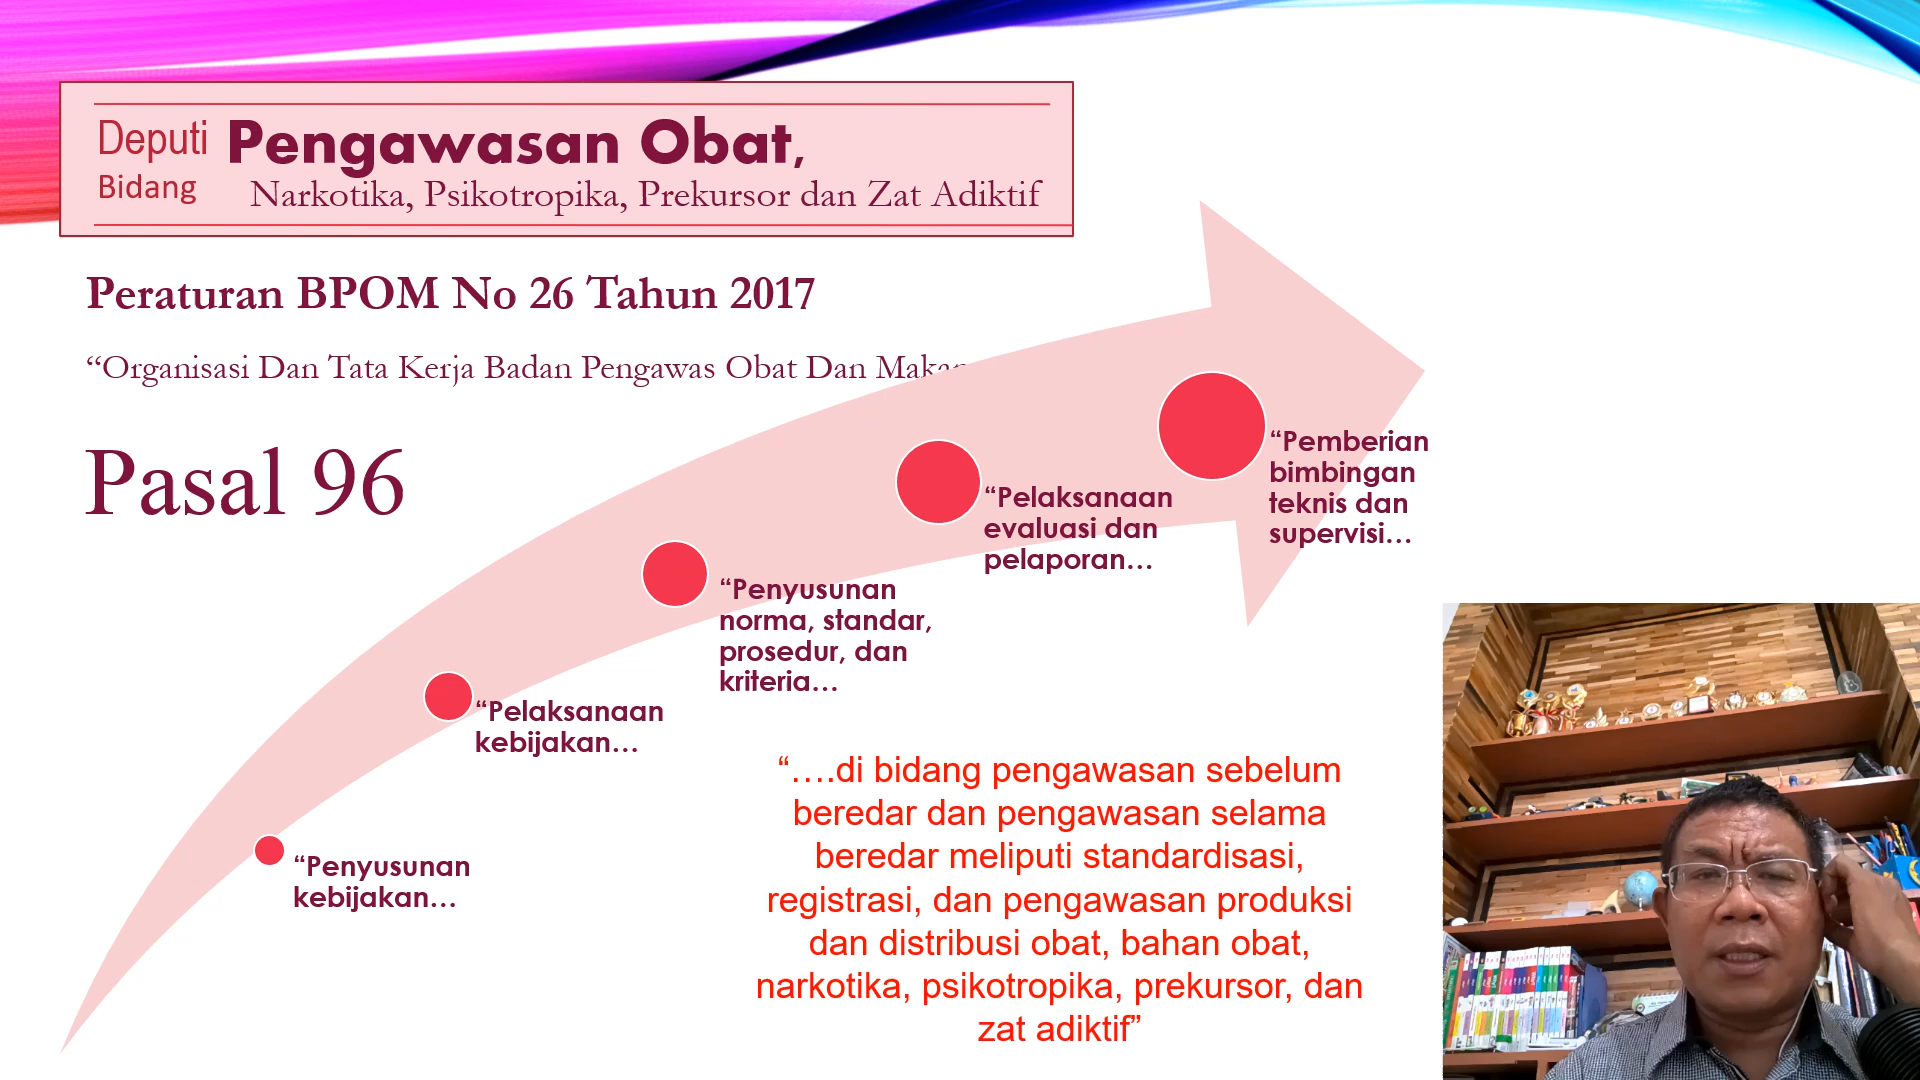 Deputi Pengawasan Obat,
Bidang Narkotika, Psikotropika, Prekursor dan Zat Adiktif
Peraturan BPOM No 26 Tahun 2017
“Organisasi Dan Tata Kerja Badan Pengawas Obat Dan
Pasal 96
“Pemberian
bimbingan
teknis dan
supervisi...
“Pelaksanaan
evaluasi dan
pelaporan...
“Penyusunan
norma, standar,
prosedur, dan
kriteria...
“Pelaksanaan
kebijakan...
“Penyusunan
kebijakan...
“....di bidang pengawasan sebelum
beredar dan pengawasan selama
beredar meliputi standardisasi,
registrasi, dan pengawasan produksi
dan distribusi obat, bahan obat,
narkotika, psikotropika, prekursor, dan
zat adiktif”